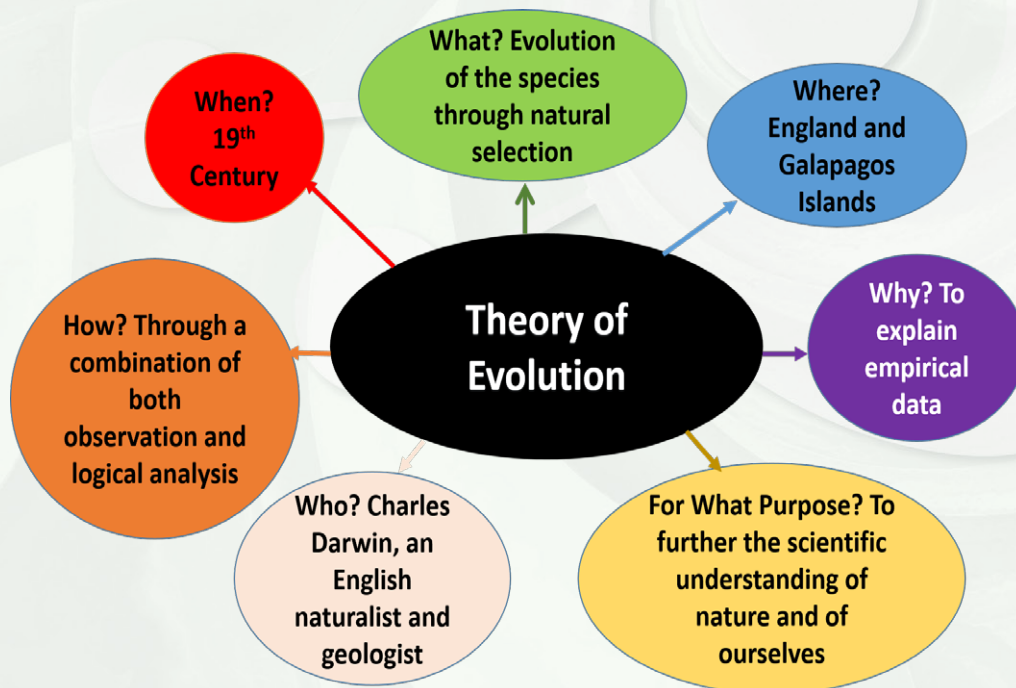 What? Evolution
of the species
through natural
selection
When?
19th
Century
Where?
England and
Galapagos
Islands
Theory of
Evolution
Why? To
explain
empirical
data
How? Through a
combination of
both
observation and
logical analysis
Who? Charles
Darwin, an
English
naturalist and
geologist
For What Purpose? To
further the scientific
understanding of
nature and of
ourselves